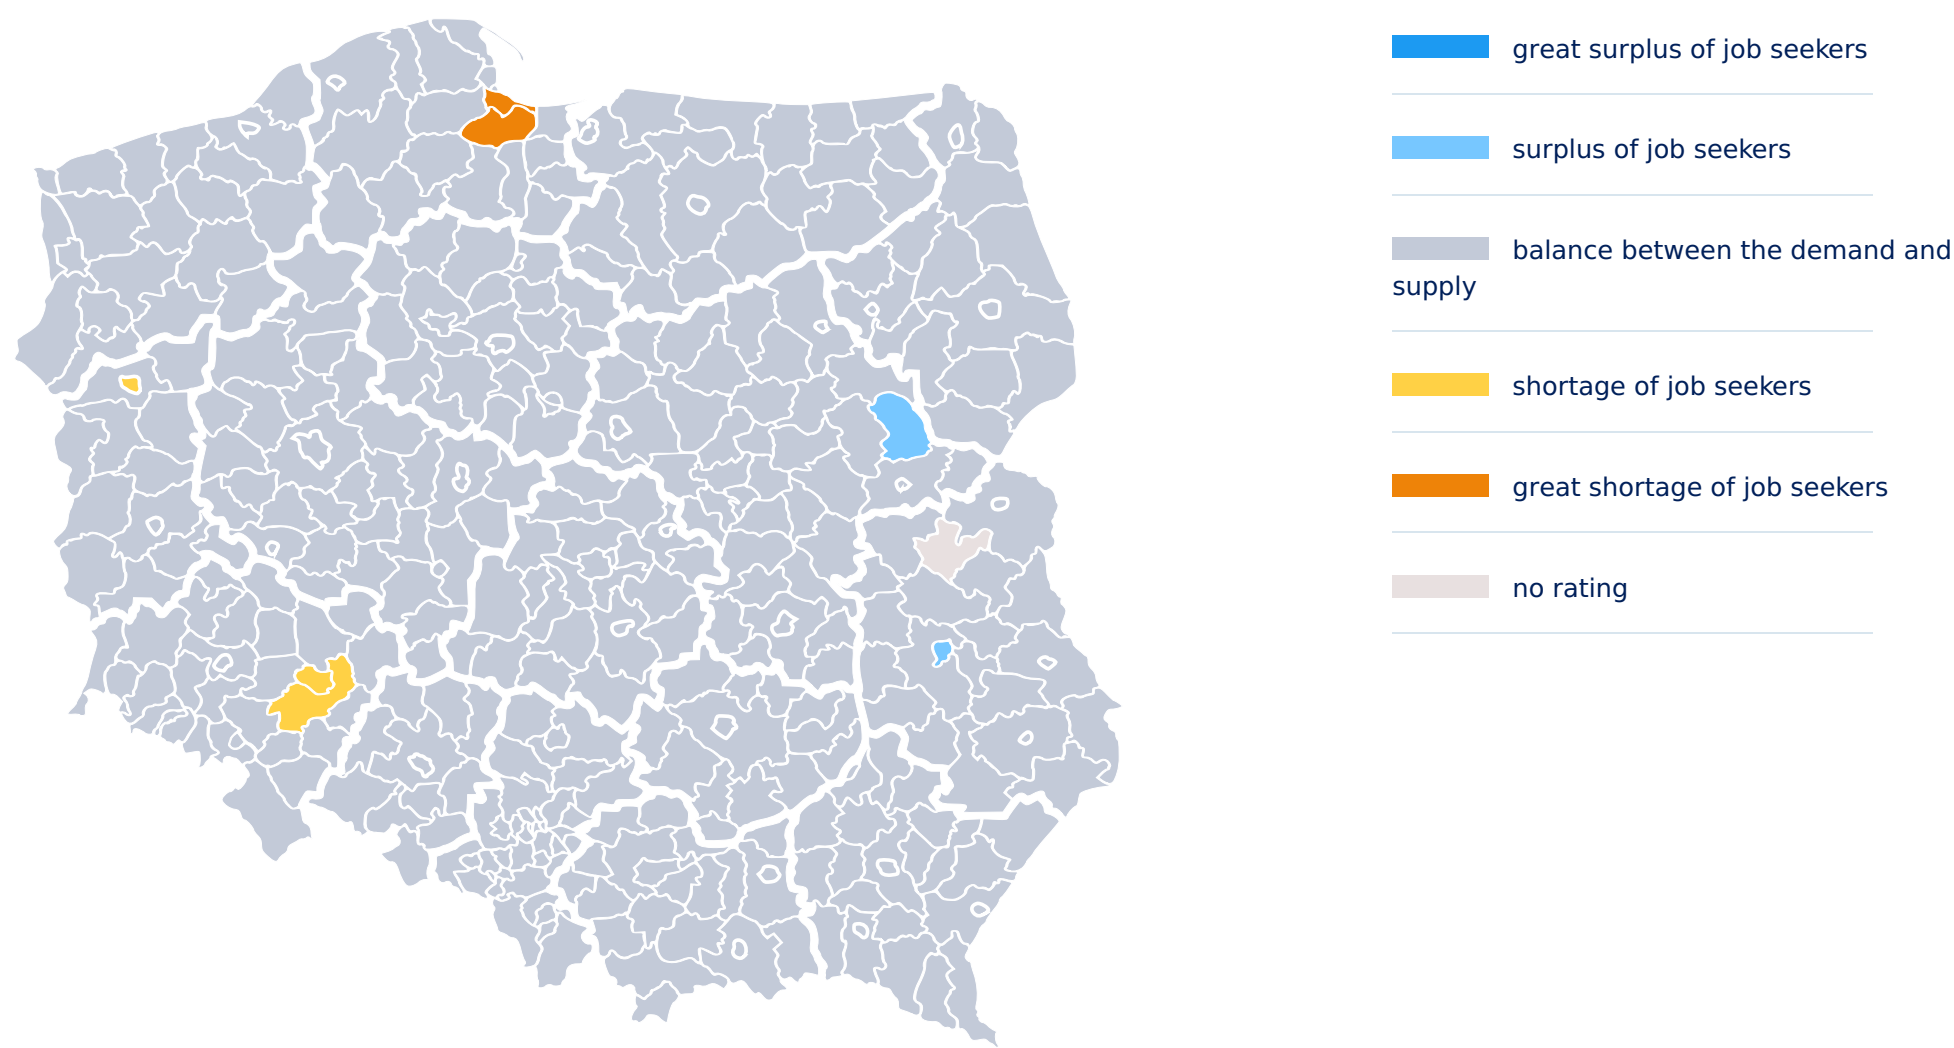 great surplus of job seekers
surplus of job seekers
balance between the demand and
supply
shortage of job seekers
great shortage of job seekers
no rating